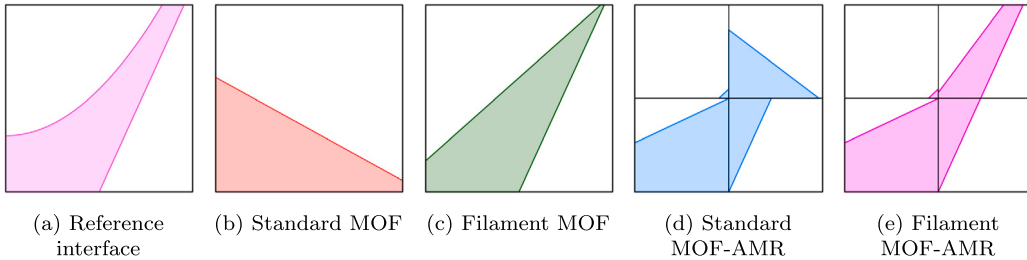 (a) Reference
interface
(b) Standard MOF
(c) Filament MOF
(d) Standard
MOF-AMR
(e) Filament
MOF-AMR